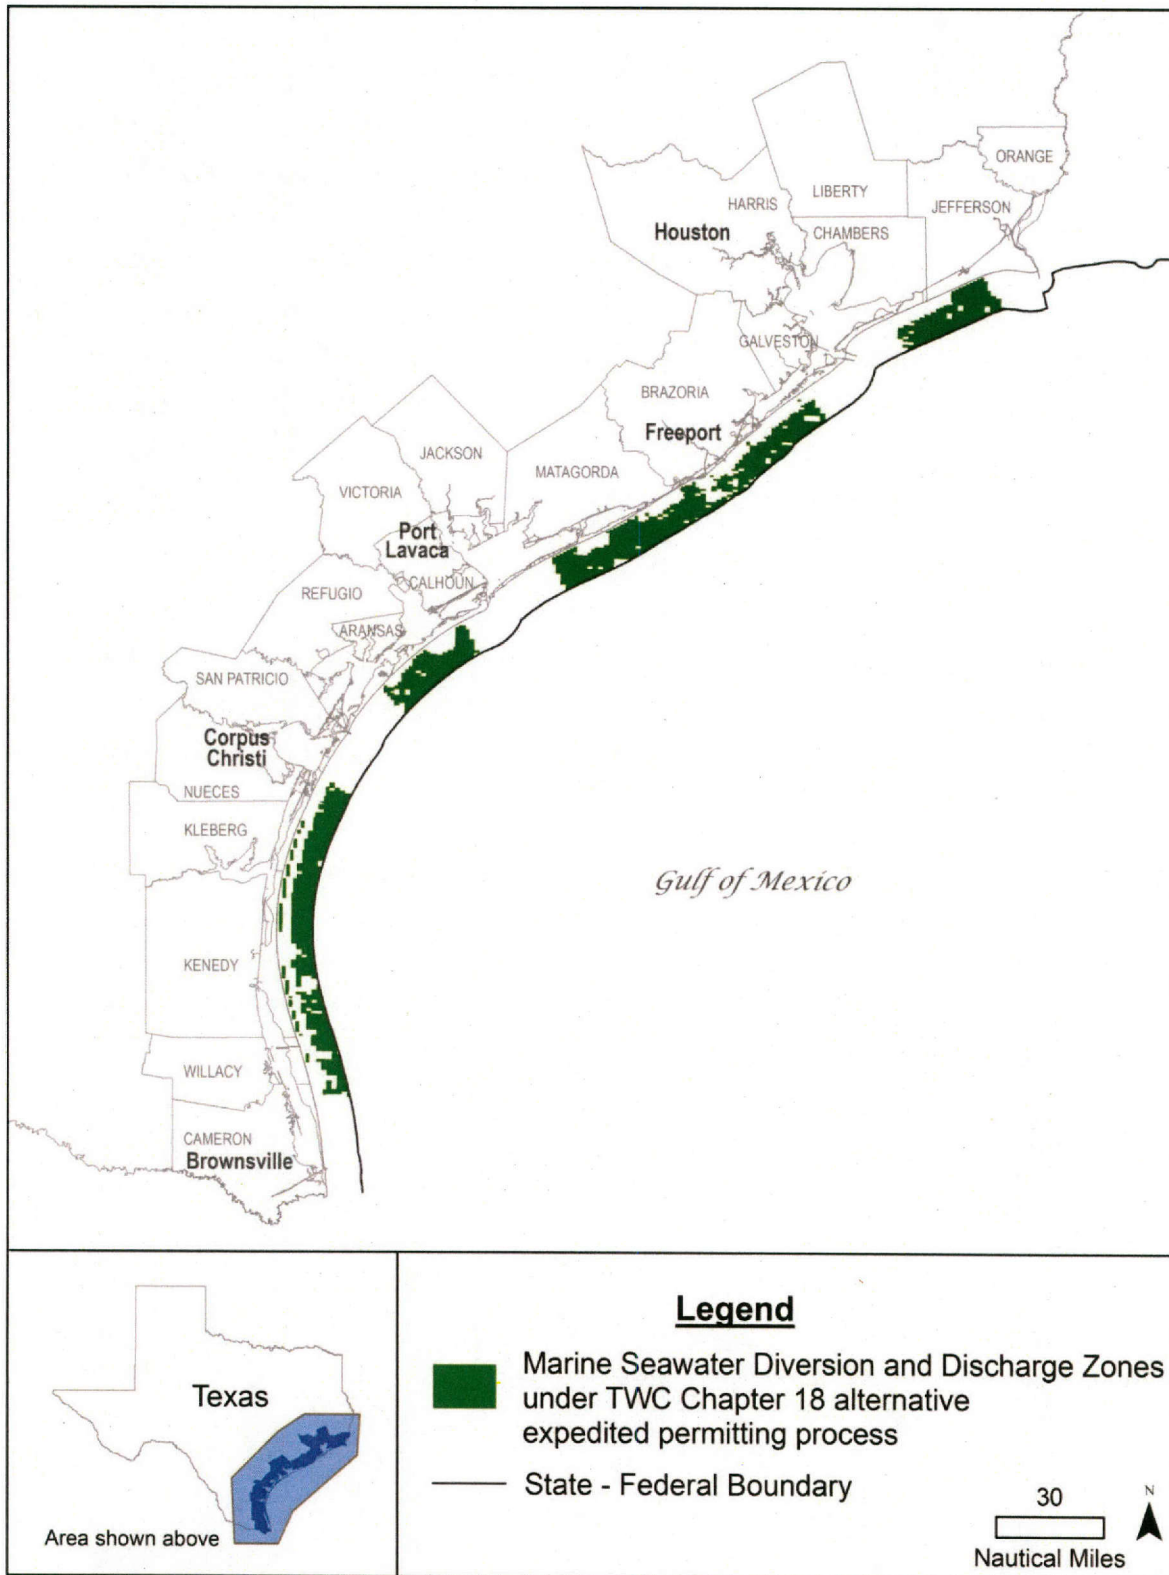 ORANGE
LIBERTY
HARRIS
JEFFERSON
Houston
CHAMBERS
GALVESTON
BRAZORIA
Freeport
JACKSON
MATAGORDA
VICTORIA
Port
Lavaca
CALHOUN
REFUGIO
ARANSAS
SAN PATRICIO
Corpus
Christi
NUECES
KLEBERG
Gulf of Mexico
KENEDY
WILLACY
CAMERON
Brownsville
Texas
Area shown above
Legend
Marine Seawater Diversion and Discharge Zones
under TWC Chapter 18 alternative
expedited permitting process
State - Federal Boundary
30
Nautical Miles
N